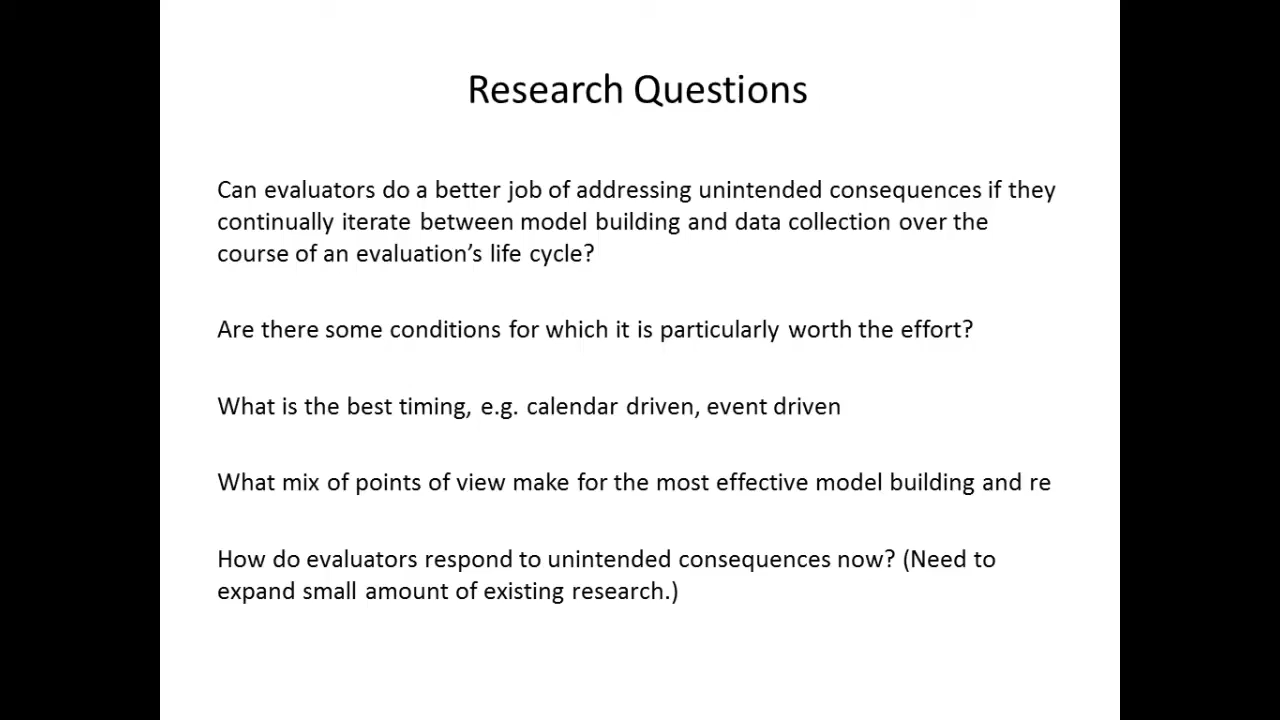 Research Questions
Can evaluators do a better job of addressing unintended consequences if they
continually iterate between model building and data collection over the
course of an evaluation’s life cycle?
Are there some conditions for which it is particularly worth the effort?
What is the best timing, e.g. calendar driven, event driven
What mix of points of view make for the most effective model building and re
How do evaluators respond to unintended consequences now? (Need to
expand small amount of existing research.)